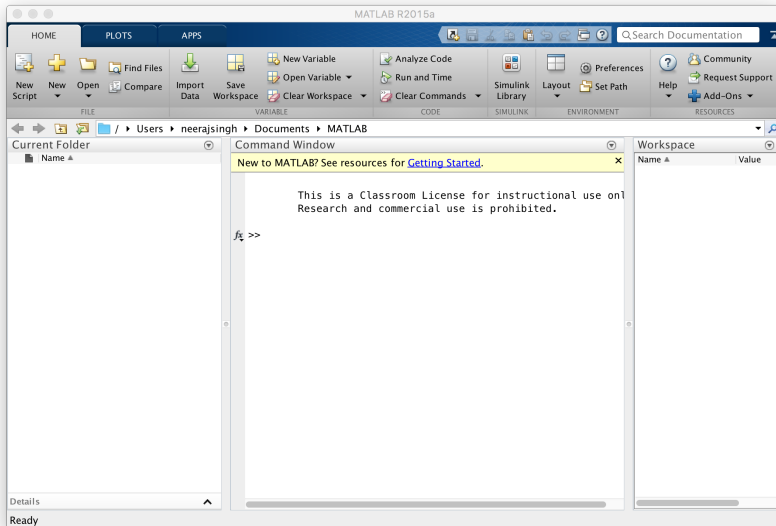 MATLAB R2015a
HOME PLOTS APPS Search Documentation
New Script New Open Find Files Compare Import Data Save Workspace New Variable Open Variable Clear Workspace Analyze Code Run and Time Clear Commands Simulink Library Layout Preferences Set Path Help Community Request Support Add-Ons
FILE VARIABLE CODE SIMULINK ENVIRONMENT RESOURCES
/ Users neerajsingh Documents MATLAB
Current Folder Command Window Workspace
Name New to MATLAB? See resources for Getting Started. Name Value
This is a Classroom License for instructional use onl
Research and commercial use is prohibited.
fx >>
Details
Ready